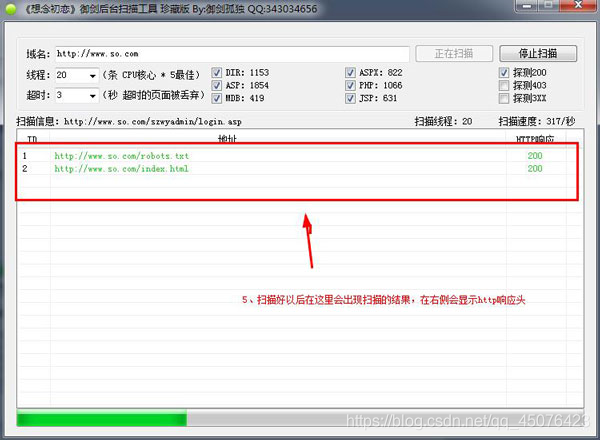 《想念初恋》御剑后台扫描工具 珍藏版 By:御剑孤独 QQ:343034656
域名: http://www.so.com 正在扫描 停止扫描
线程: 20 (条 CPU核心 * 5最佳) DIR: 1153 ASPX: 822 探测200
ASP: 1854 PHP: 1066 探测403
超时: 3 (秒 超时的页面被丢弃) MDB: 419 JSP: 631 探测3XX
扫描信息: http://www.so.com/szwyadmin/login.asp 扫描线程: 20 扫描速度: 317/秒
ID 地址 HTTP响应
1 http://www.so.com/robots.txt 200
2 http://www.so.com/index.html 200
5、扫描好以后在这里会出现扫描的结果，在右侧会显示http响应头
https://blog.csdn.net/qq_45076423